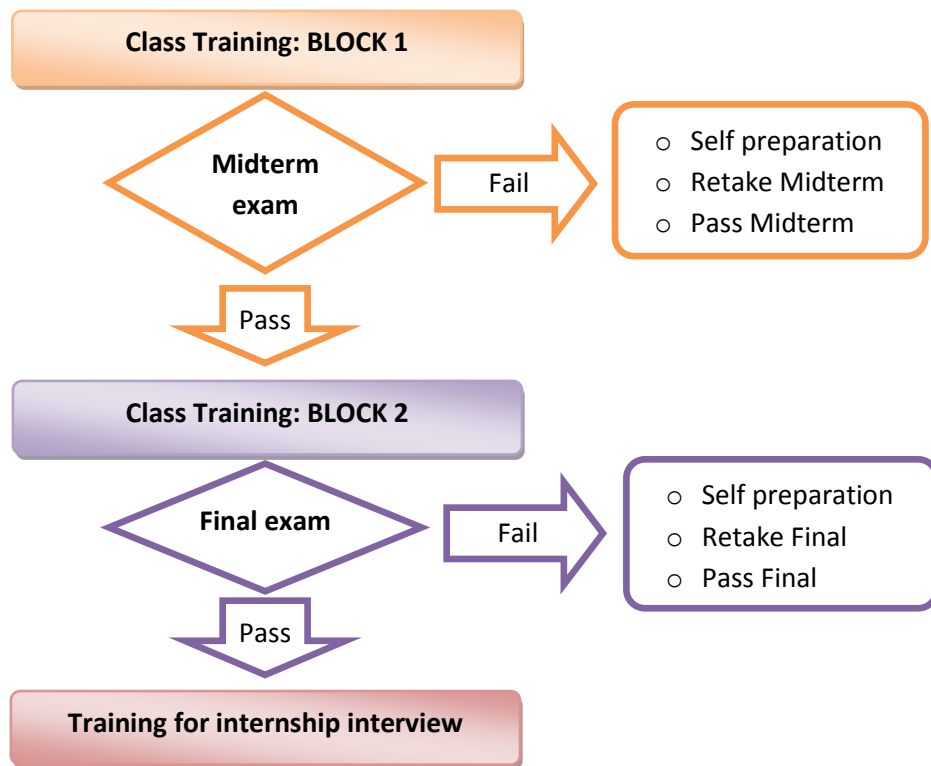 Class Training: BLOCK 1
Midterm
exam
Fail
o Self preparation
o Retake Midterm
o Pass Midterm
Pass
Class Training: BLOCK 2
Final exam
Fail
o Self preparation
o Retake Final
o Pass Final
Pass
Training for internship interview